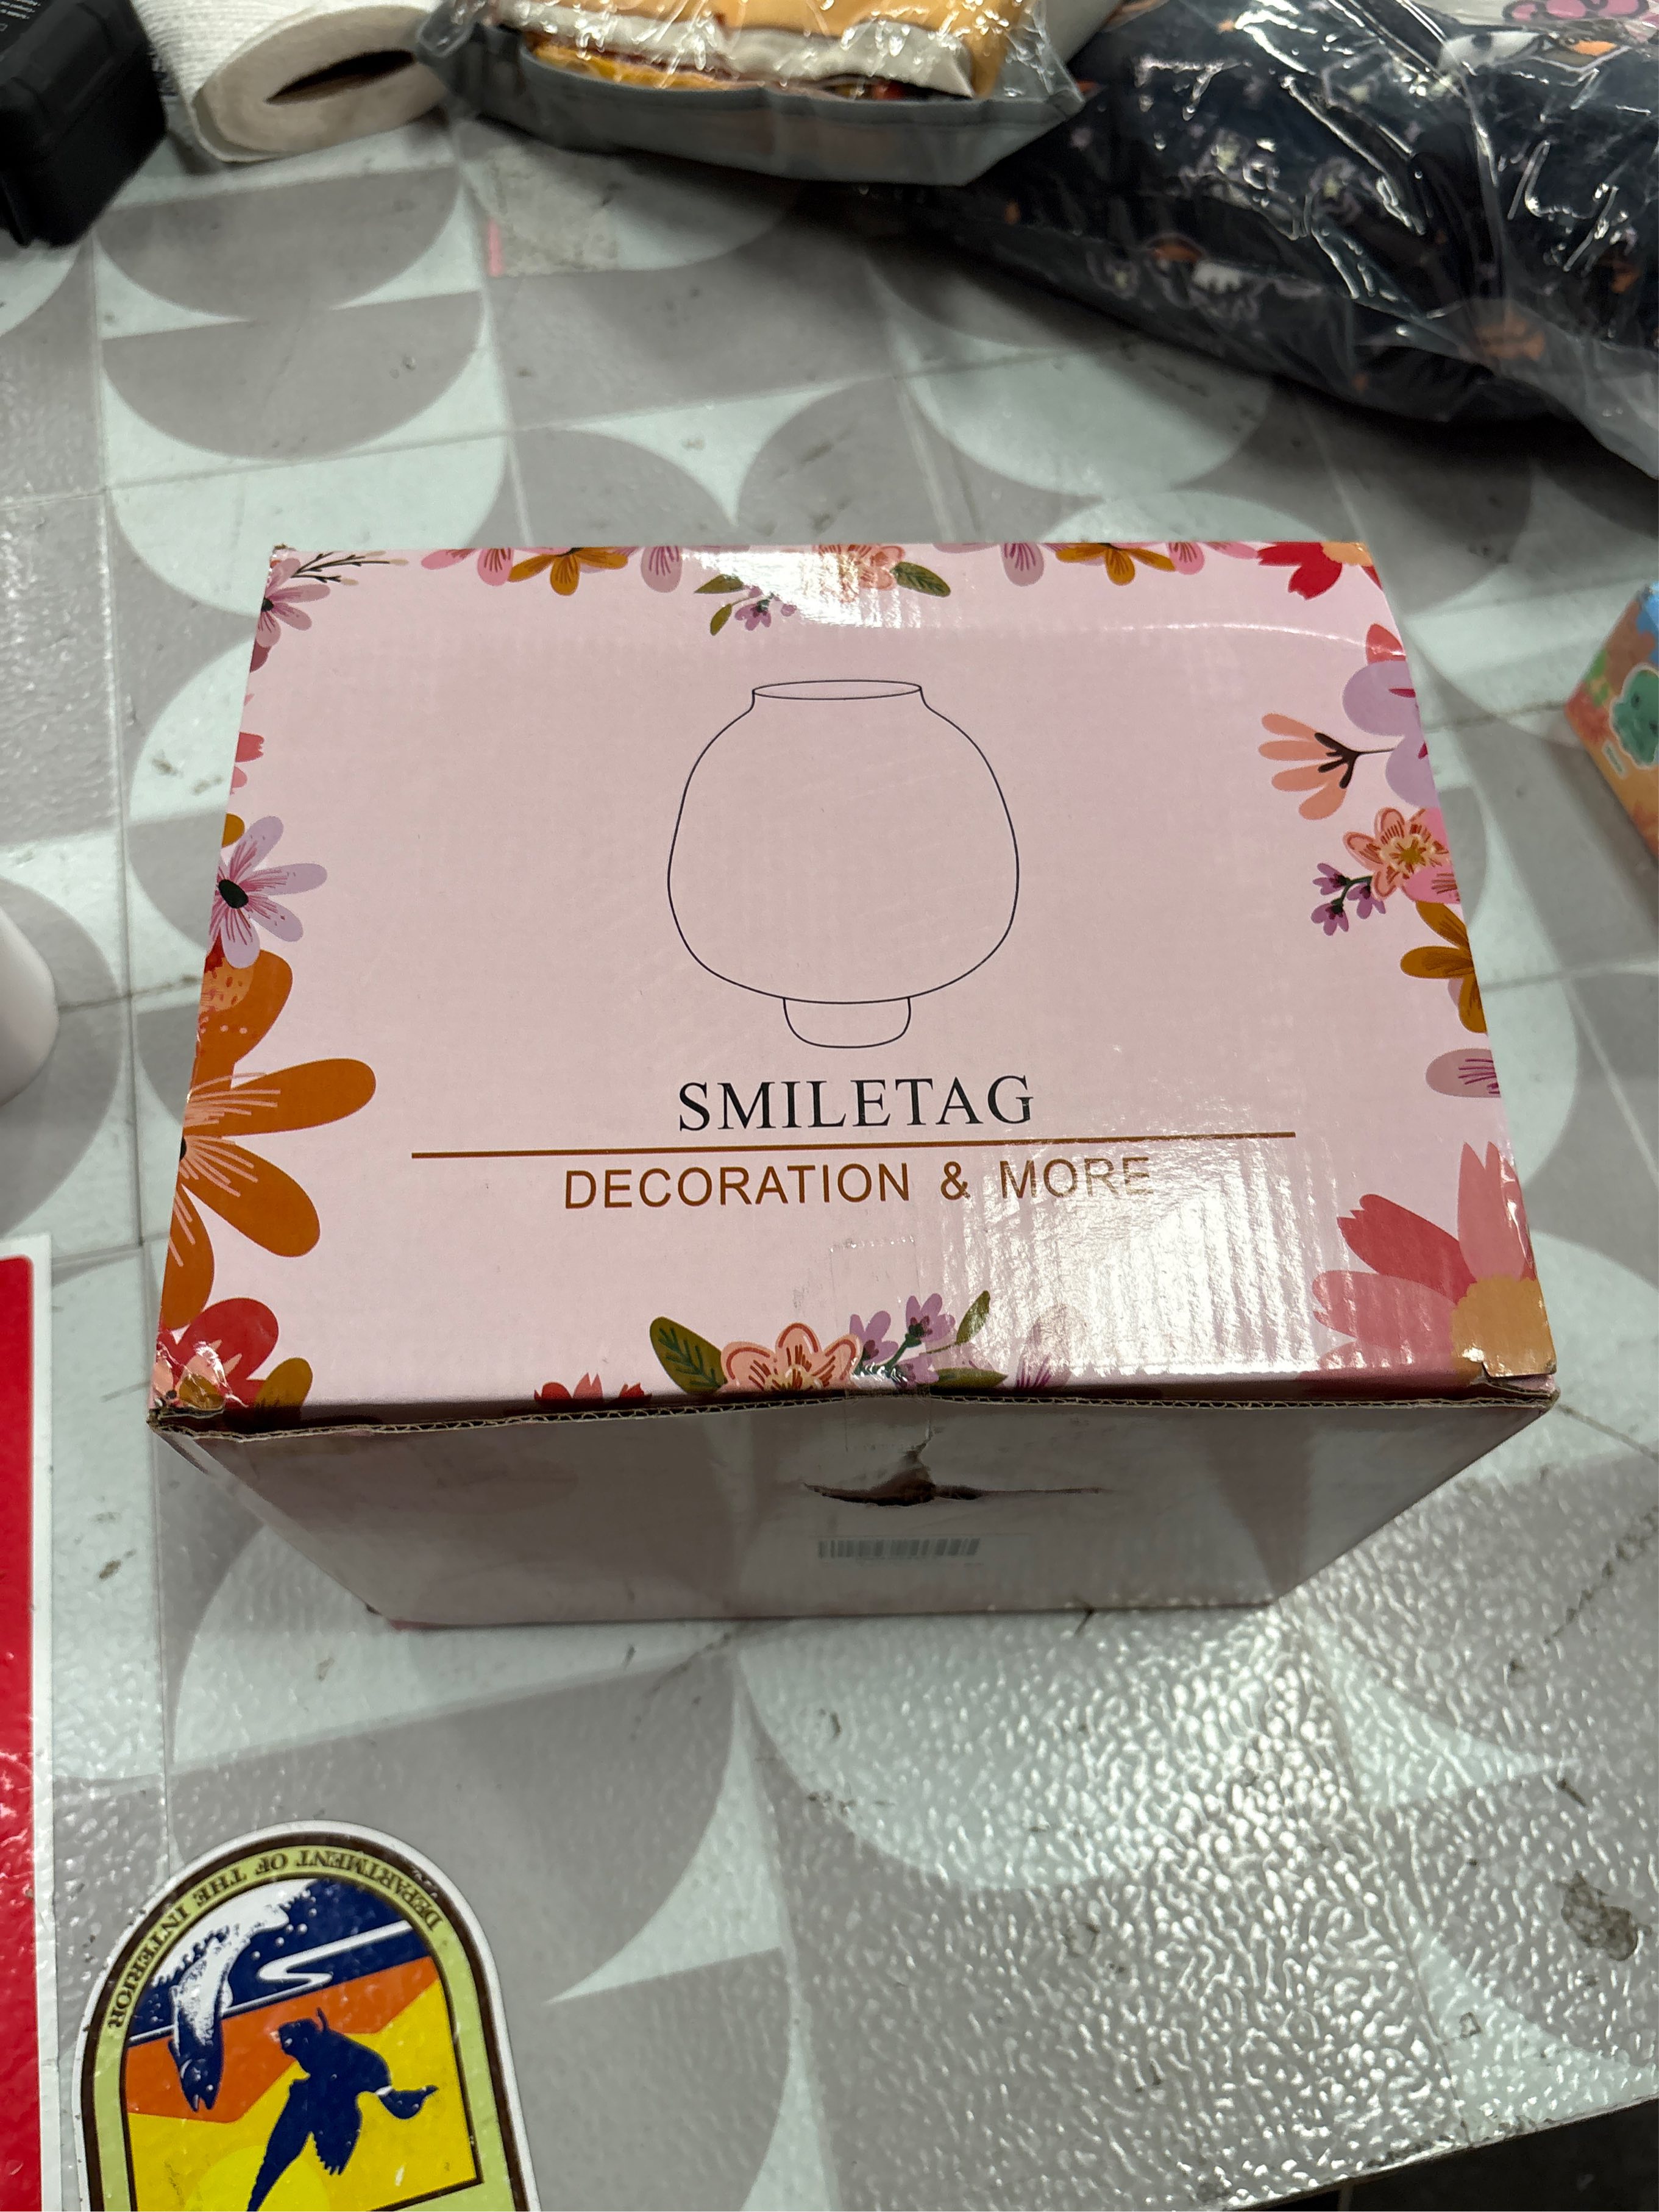 SMILETAG
DECORATION & MORE
DEPARTMENT OF THE INTERIOR